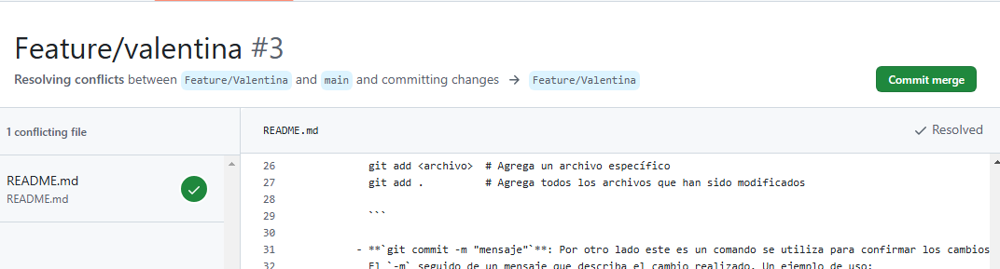 Feature/valentina #3
Resolving conflicts between Feature/Valentina and main and committing changes → Feature/Valentina
Commit merge
1 conflicting file
README.md
Resolved
README.md
README.md
26 git add <archivo>  # Agrega un archivo específico
27 git add .          # Agrega todos los archivos que han sido modificados
28
29 ```
30
31 - **`git commit -m "mensaje"`**: Por otro lado este es un comando se utiliza para confirmar los cambios
32 El `-m` seguido de un mensaje que describa el cambio realizado. Un ejemplo de uso: